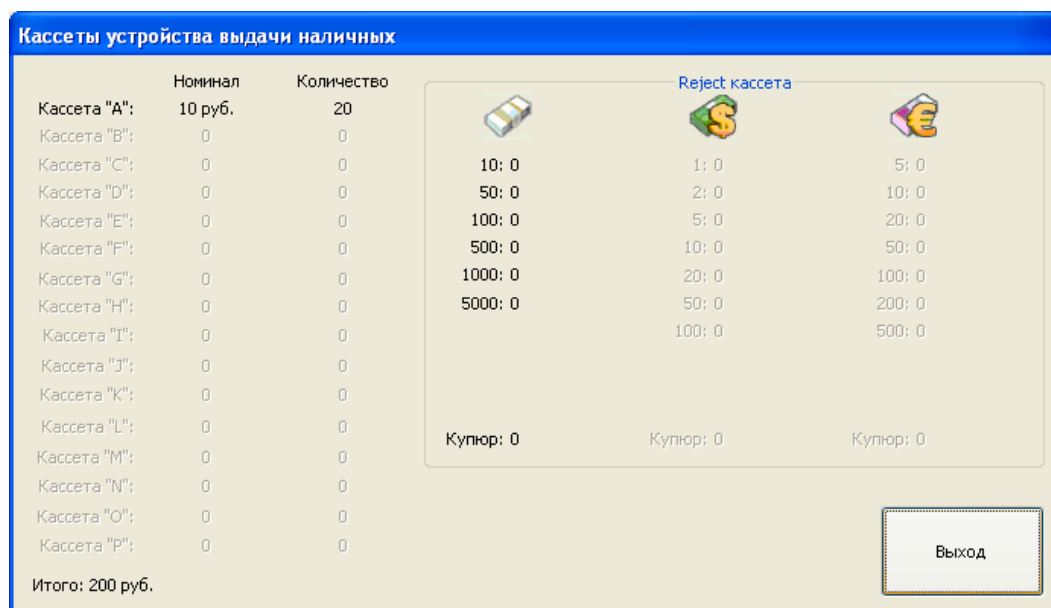 Кассеты устройства выдачи наличных
Номинал Количество
Кассета "A": 10 руб. 20
Кассета "B": 0 0
Кассета "C": 0 0
Кассета "D": 0 0
Кассета "E": 0 0
Кассета "F": 0 0
Кассета "G": 0 0
Кассета "H": 0 0
Кассета "I": 0 0
Кассета "J": 0 0
Кассета "K": 0 0
Кассета "L": 0 0
Кассета "M": 0 0
Кассета "N": 0 0
Кассета "O": 0 0
Кассета "P": 0 0
Итого: 200 руб.
Reject кассета
10: 0 1: 0 5: 0
50: 0 2: 0 10: 0
100: 0 5: 0 20: 0
500: 0 10: 0 50: 0
1000: 0 20: 0 100: 0
5000: 0 50: 0 200: 0
100: 0 500: 0
Купюр: 0 Купюр: 0 Купюр: 0
Выход